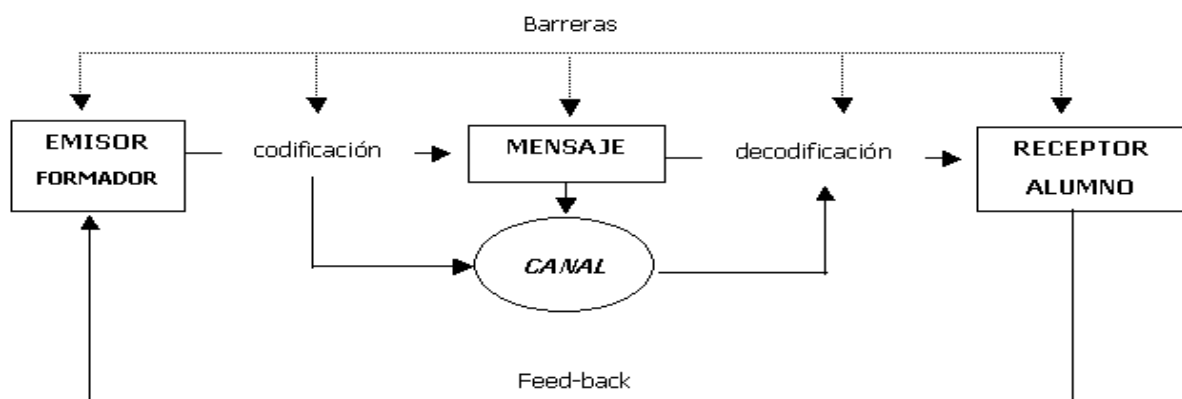 Barreras
EMISOR
FORMADOR
codificación
MENSAJE
decodificación
RECEPTOR
ALUMNO
CANAL
Feed-back